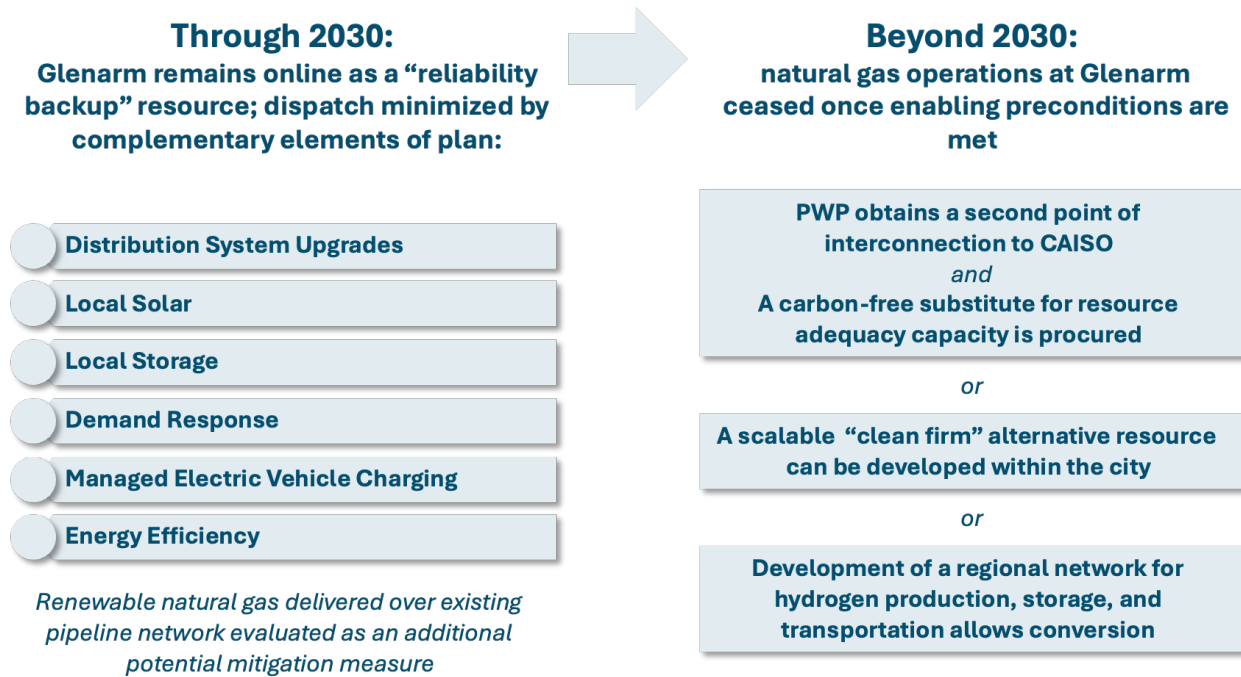 Through 2030:
Glenarm remains online as a “reliability
backup” resource; dispatch minimized by
complementary elements of plan:
Distribution System Upgrades
Local Solar
Local Storage
Demand Response
Managed Electric Vehicle Charging
Energy Efficiency
Renewable natural gas delivered over existing
pipeline network evaluated as an additional
potential mitigation measure
Beyond 2030:
natural gas operations at Glenarm
ceased once enabling preconditions are
met
PWP obtains a second point of
interconnection to CAISO
and
A carbon-free substitute for resource
adequacy capacity is procured
or
A scalable “clean firm” alternative resource
can be developed within the city
or
Development of a regional network for
hydrogen production, storage, and
transportation allows conversion